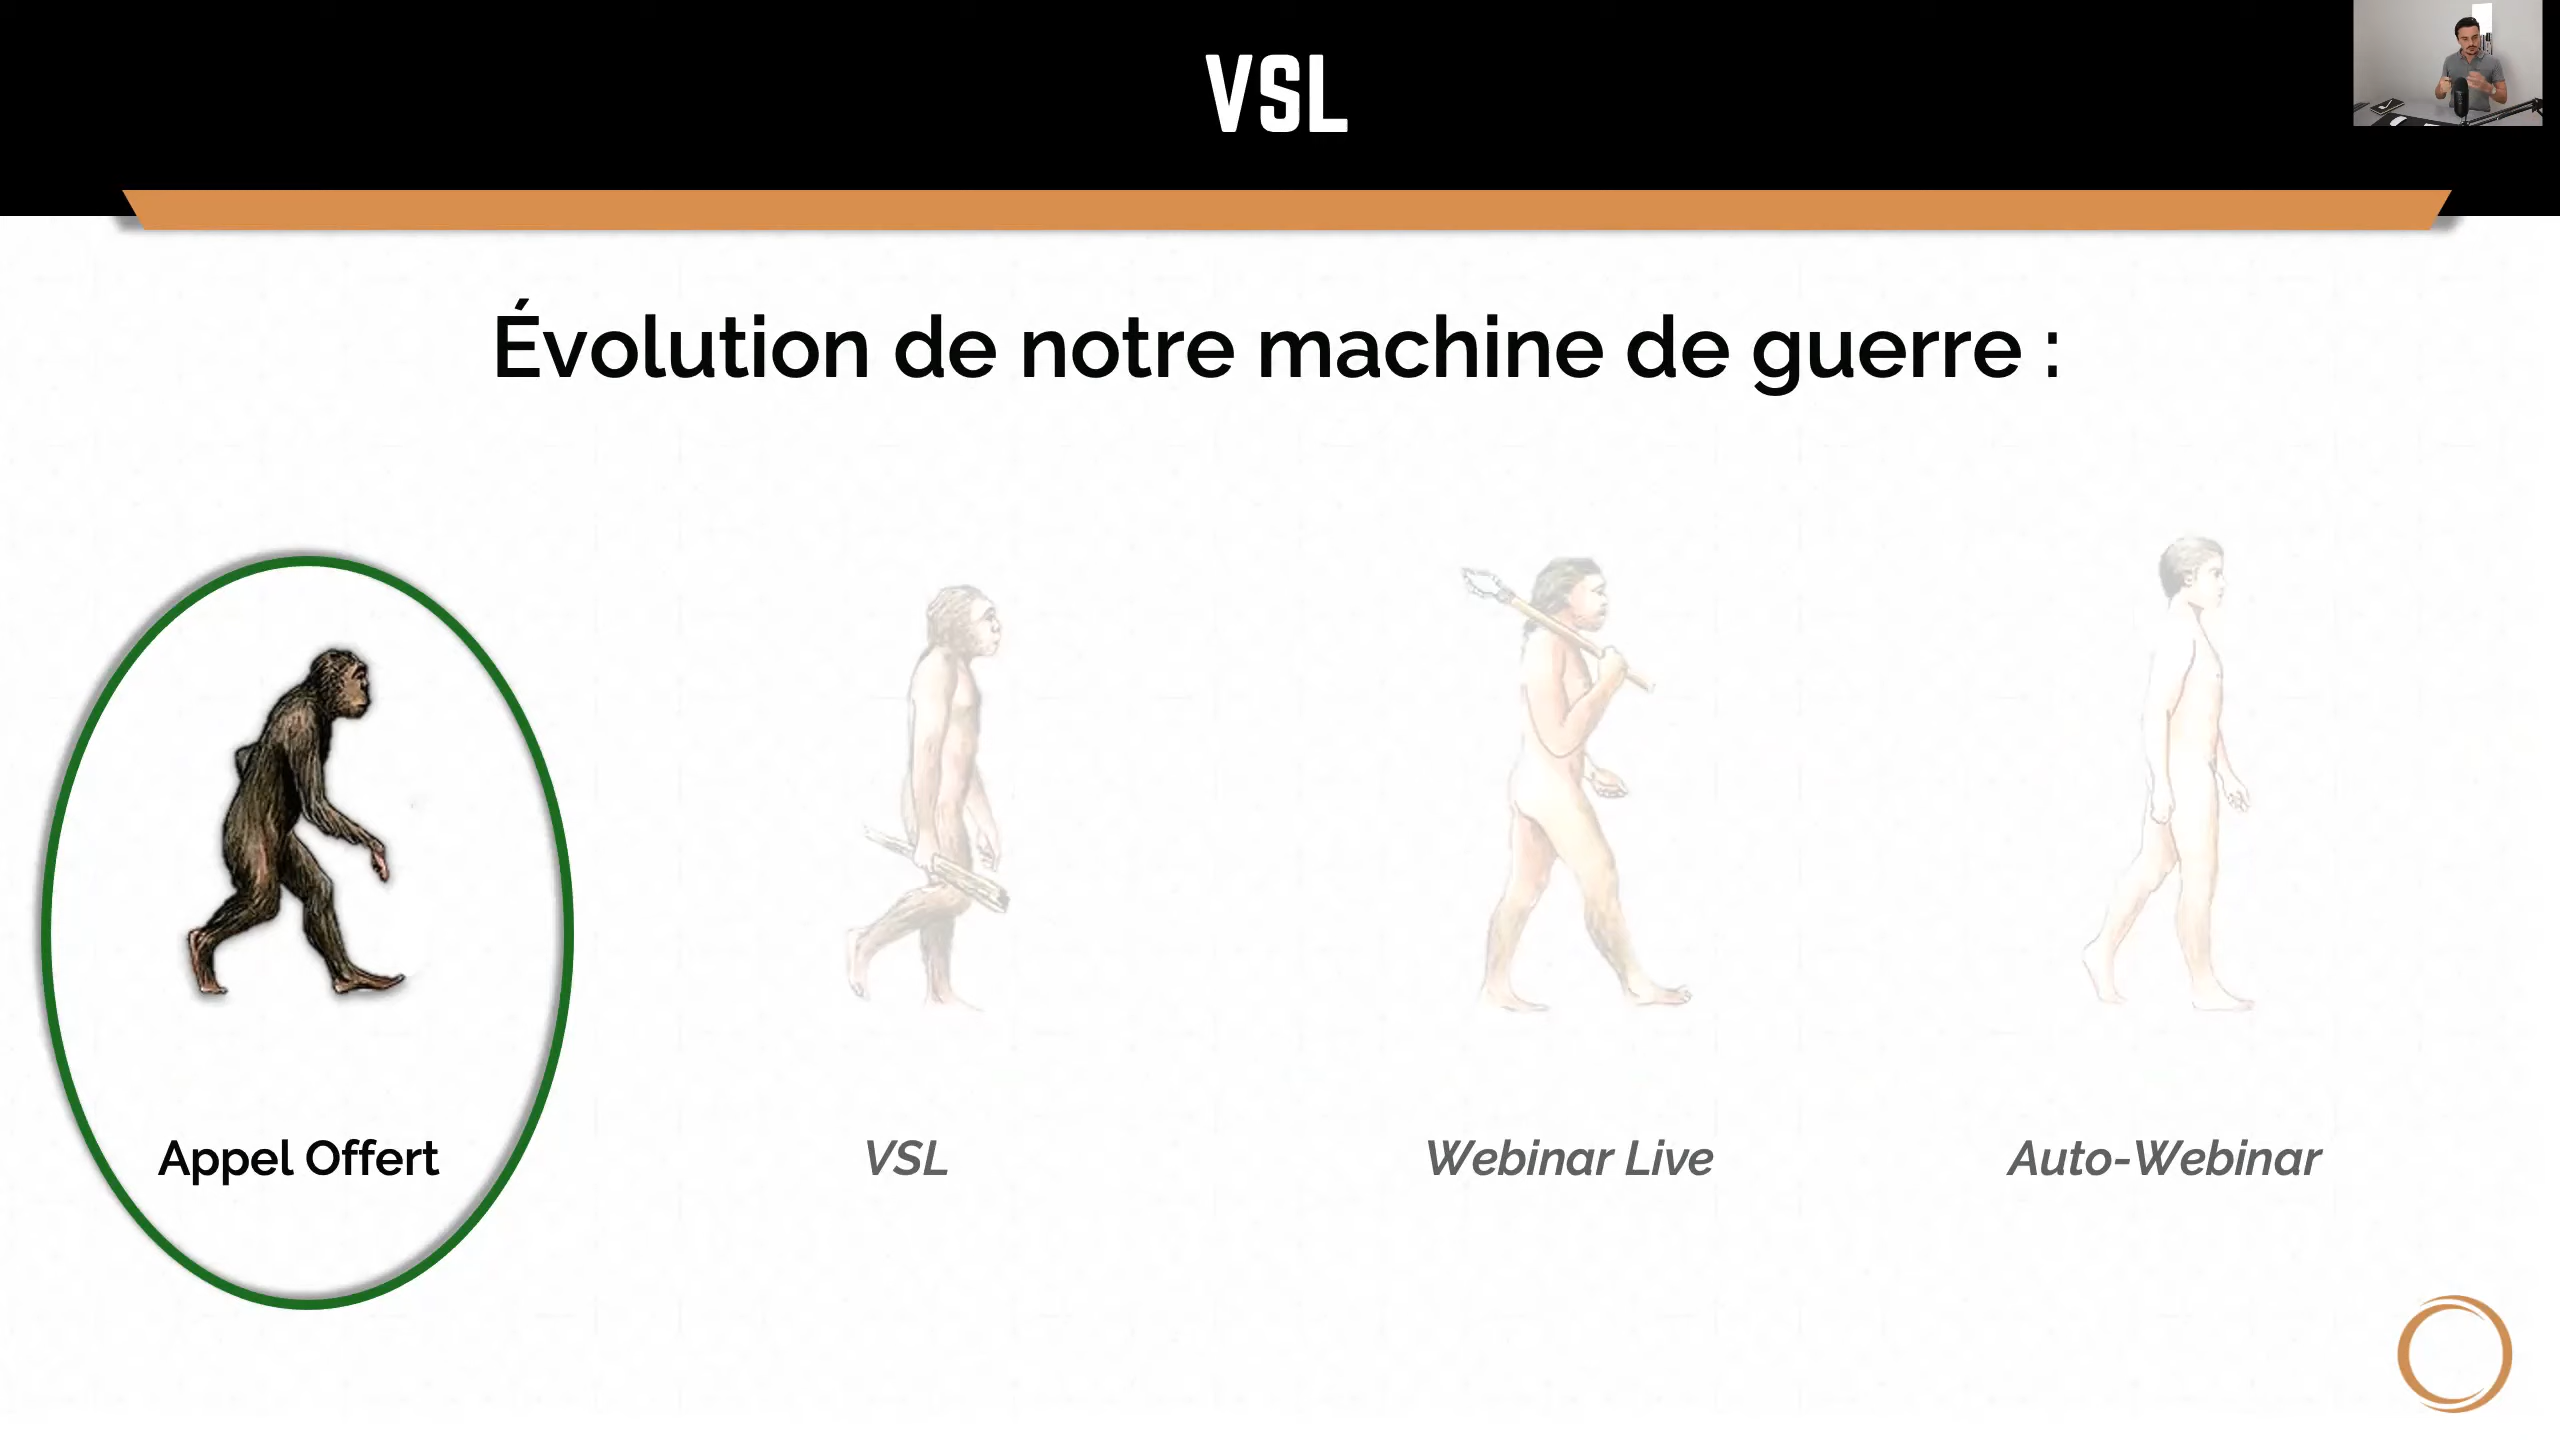 VSL
Évolution de notre machine de guerre :
Appel Offert
VSL
Webinar Live
Auto-Webinar